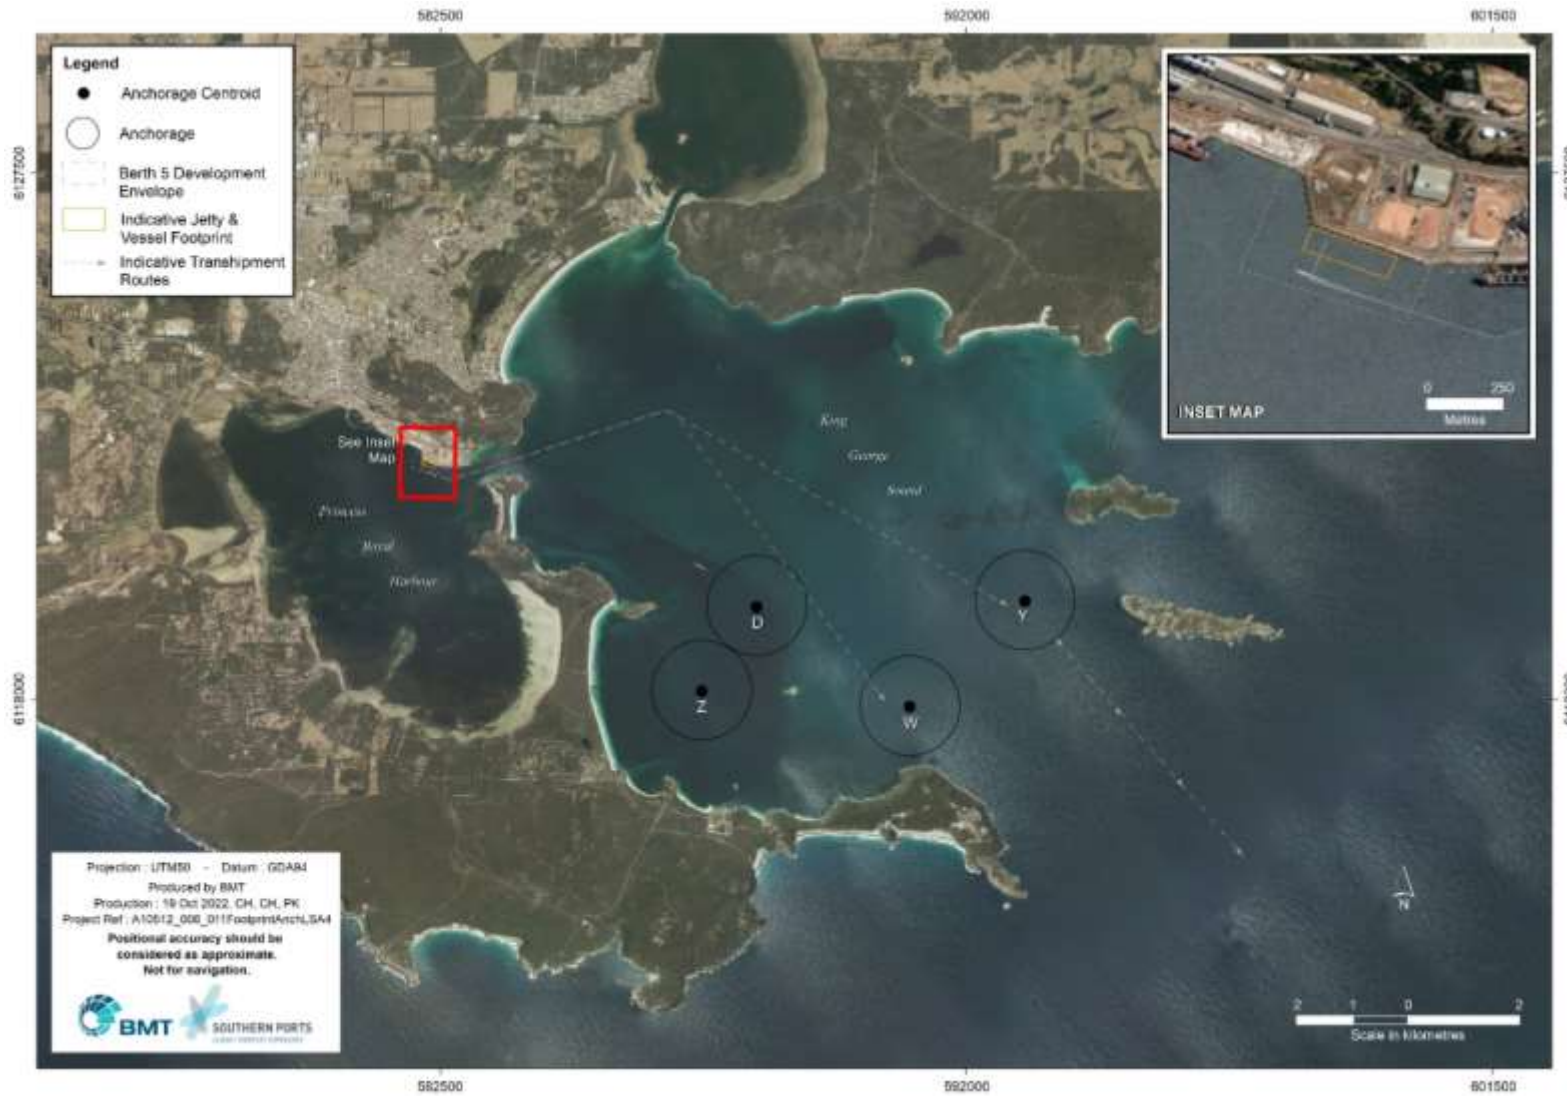 582500 592000 601500
Legend
Anchorage Centroid
Anchorage
Berth 5 Development
Envelope
Indicative Jetty &
Vessel Footprint
Indicative Transhipment
Routes
6127500
6118000
0 250
Metres
INSET MAP
See Inset
Map
King
George
Sound
Princess
Royal
Harbour
D
Z
W
Y
N
Projection : UTM50 - Datum : GDA94
Produced by BMT
Production : 19 Oct 2022, CH, CH, PK
Project Ref :
Positional accuracy should be
considered as approximate.
Not for navigation.
BMT
SOUTHERN PORTS
2 1 0 2
Scale in kilometres
582500 592000 601500